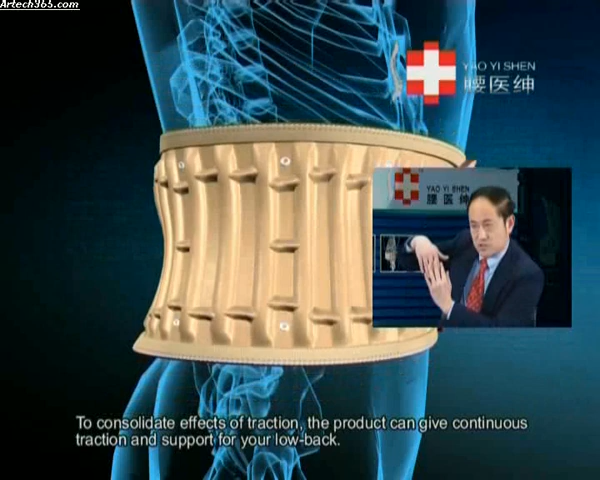 Artech365.com
YAO YI SHEN
腰医绅
YAO YI SHEN
腰医绅
To consolidate effects of traction, the product can give continuous
traction and support for your low-back.